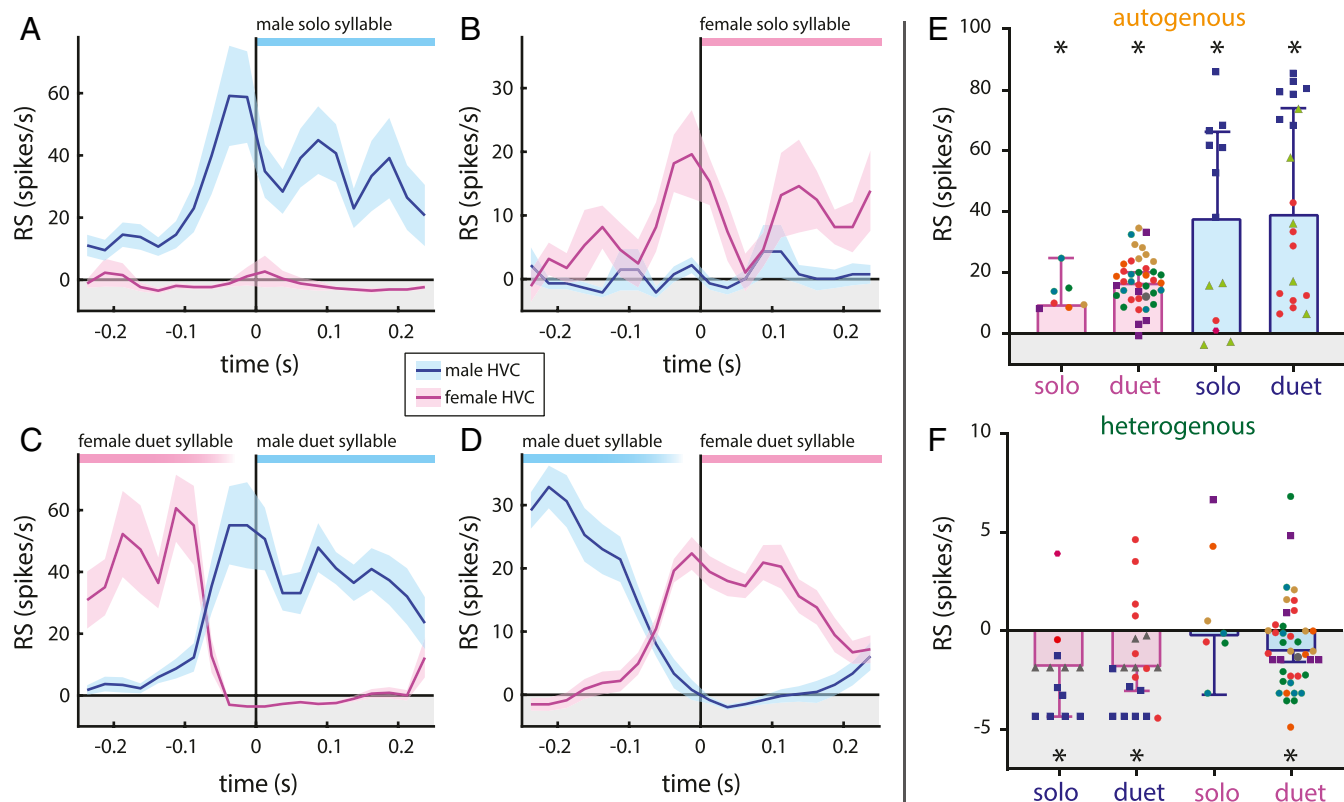 A
male solo syllable
RS (spikes/s)
60
40
20
0
-0.2
-0.1
0
0.1
0.2
time (s)
B
female solo syllable
RS (spikes/s)
30
20
10
0
-0.2
-0.1
0
0.1
0.2
time (s)
male HVC
female HVC
C
female duet syllable
male duet syllable
RS (spikes/s)
60
40
20
0
-0.2
-0.1
0
0.1
0.2
time (s)
D
male duet syllable
female duet syllable
RS (spikes/s)
30
20
10
0
-0.2
-0.1
0
0.1
0.2
time (s)
E
autogenous
RS (spikes/s)
100
80
60
40
20
0
* * * *
solo duet solo duet
F
heterogenous
RS (spikes/s)
10
5
0
-5
* * *
solo duet solo duet